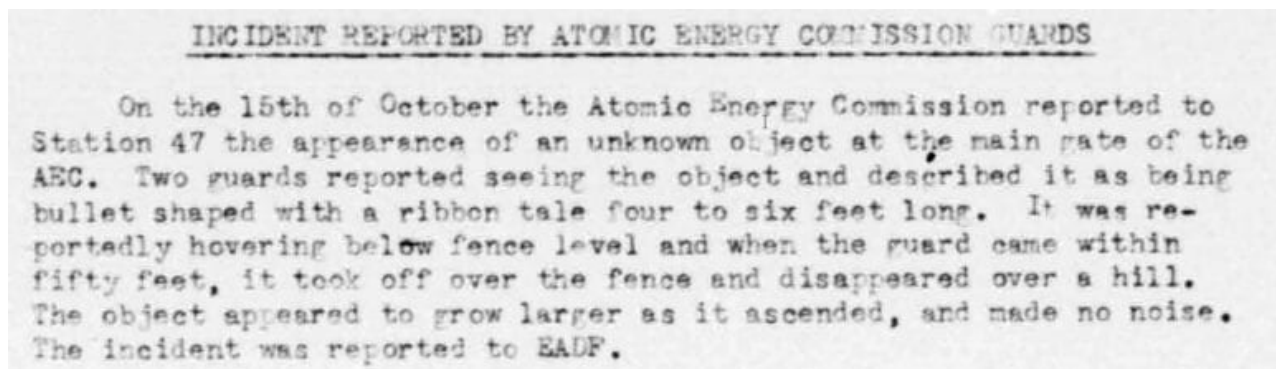 INCIDENT REPORTED BY ATOMIC ENERGY COMMISSION GUARDS
On the 15th of October the Atomic Energy Commission reported to
Station 47 the appearance of an unknown object at the main gate of the
AEC. Two guards reported seeing the object and described it as being
bullet shaped with a ribbon tale four to six feet long. It was re-
portedly hovering below fence level and when the guard came within
fifty feet, it took off over the fence and disappeared over a hill.
The object appeared to grow larger as it ascended, and made no noise.
The incident was reported to EADF.